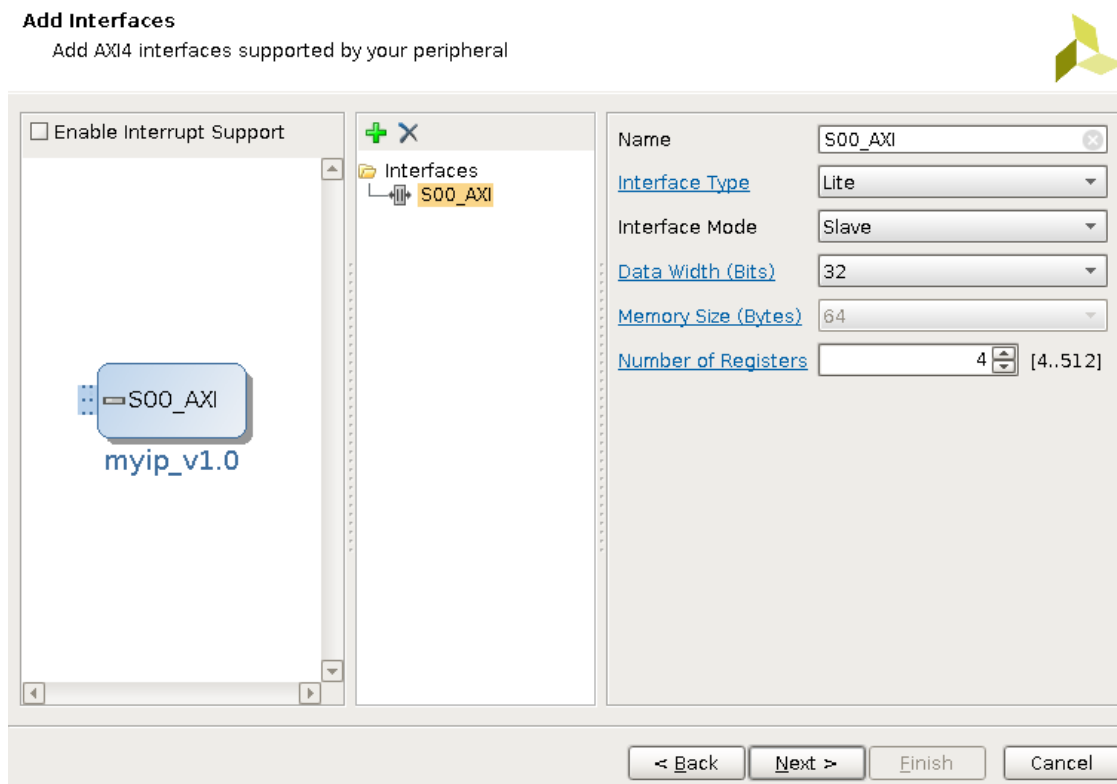 Add Interfaces
Add AXI4 interfaces supported by your peripheral
Enable Interrupt Support
S00_AXI
myip_v1.0
Interfaces
S00_AXI
Name S00_AXI
Interface Type Lite
Interface Mode Slave
Data Width (Bits) 32
Memory Size (Bytes) 64
Number of Registers 4 [4..512]
< Back Next > Finish Cancel